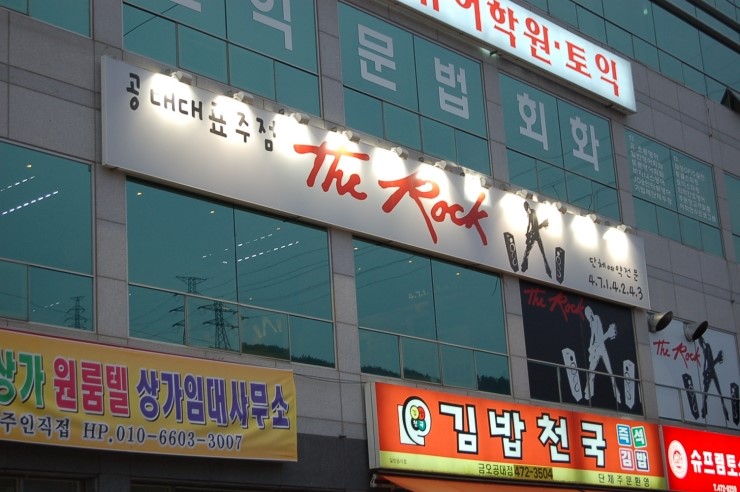 어학원·토익
토익 문법 회화
공대대표주점 The Rock 단체예약전문
4.7.1.4.2.4.3
The Rock
The Rock
상가 원룸텔 상가임대사무소
주인직접 HP.010-6603-3007
김밥천국 즉석 김밥
금오공대점 472-3504 단체주문환영
슈프림토스